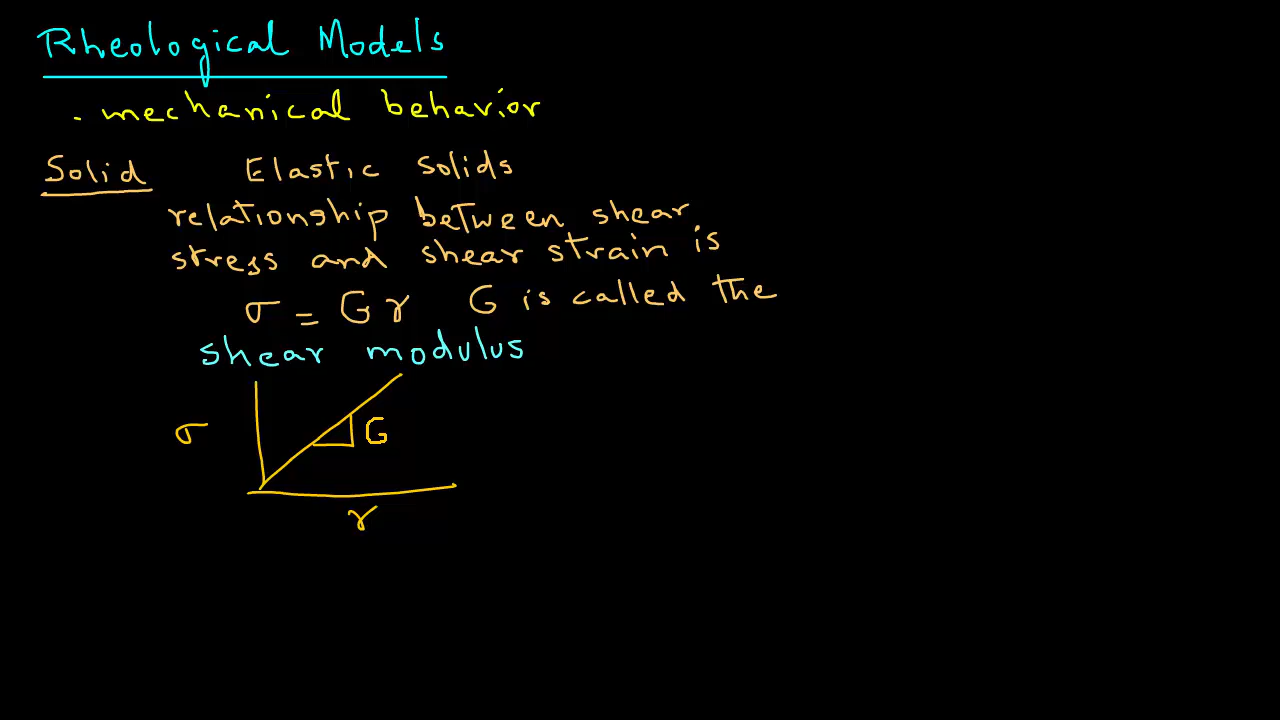 Rheological Models
. mechanical behavior
Solid Elastic solids
relationship between shear
stress and shear strain is
σ = G γ G is called the
shear modulus
σ
G
γ